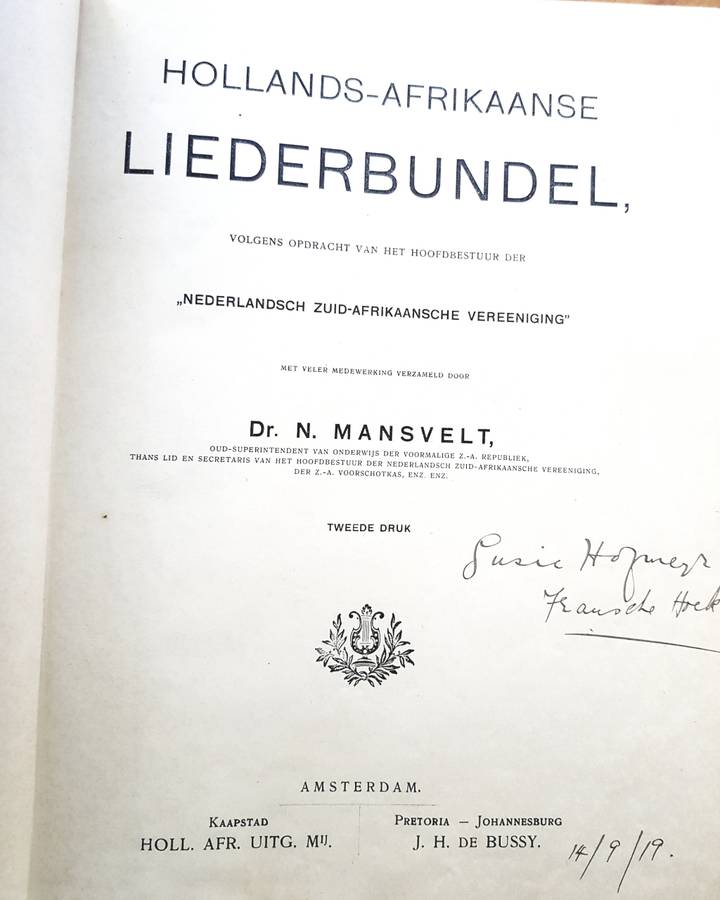 HOLLANDS-AFRIKAANSE
LIEDERBUNDEL,
VOLGENS OPDRACHT VAN HET HOOFDBESTUUR DER
„NEDERLANDSCH ZUID-AFRIKAANSCHE VEREENIGING”
MET VELER MEDEWERKING VERZAMELD DOOR
Dr. N. MANSVELT,
OUD-SUPERINTENDENT VAN ONDERWIJS DER VOORMALIGE Z.-A. REPUBLIEK,
THANS LID EN SECRETARIS VAN HET HOOFDBESTUUR DER NEDERLANDSCH ZUID-AFRIKAANSCHE VEREENIGING,
DER Z.-A. VOORSCHOTKAS, ENZ. ENZ.
TWEEDE DRUK
Susie Hofmeyr
Fransche Hoek
AMSTERDAM.
KAAPSTAD
HOLL. AFR. UITG. MIJ.
PRETORIA — JOHANNESBURG
J. H. DE BUSSY.
14/9/19.